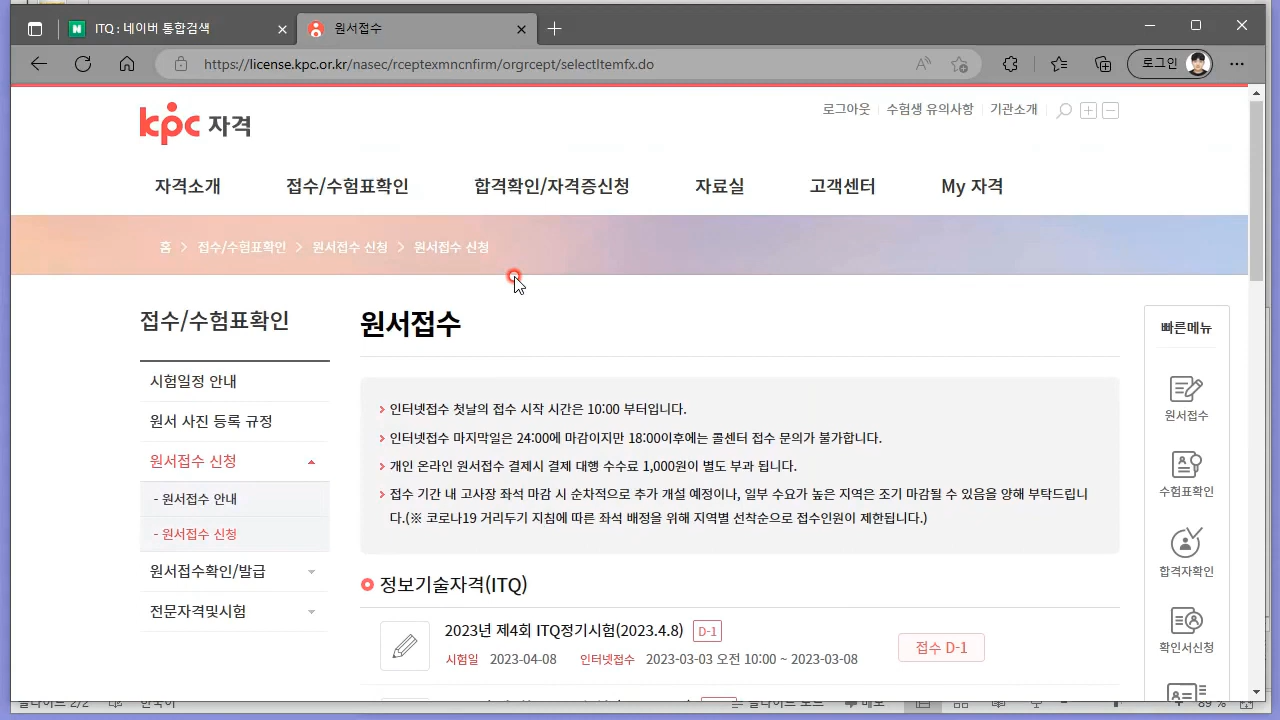 ITQ : 네이버 통합검색
원서접수
https://license.kpc.or.kr/nasec/rceptexmncnfirm/orgrcept/selectItemfx.do
로그인
로그아웃 수험생 유의사항 기관소개
kpc 자격
자격소개 접수/수험표확인 합격확인/자격증신청 자료실 고객센터 My 자격
홈 > 접수/수험표확인 > 원서접수 신청 > 원서접수 신청
접수/수험표확인
시험일정 안내
원서 사진 등록 규정
원서접수 신청
- 원서접수 안내
- 원서접수 신청
원서접수확인/발급
전문자격및시험
원서접수
인터넷접수 첫날의 접수 시작 시간은 10:00 부터입니다.
인터넷접수 마지막일은 24:00에 마감이지만 18:00이후에는 콜센터 접수 문의가 불가합니다.
개인 온라인 원서접수 결제시 결제 대행 수수료 1,000원이 별도 부과 됩니다.
접수 기간 내 고사장 좌석 마감 시 순차적으로 추가 개설 예정이나, 일부 수요가 높은 지역은 조기 마감될 수 있음을 양해 부탁드립니
다.(※ 코로나19 거리두기 지침에 따른 좌석 배정을 위해 지역별 선착순으로 접수인원이 제한됩니다.)
정보기술자격(ITQ)
2023년 제4회 ITQ정기시험(2023.4.8) D-1
시험일 2023-04-08 인터넷접수 2023-03-03 오전 10:00 ~ 2023-03-08
접수 D-1
빠른메뉴
원서접수
수험표확인
합격자확인
확인서신청
슬라이드 2/2 한국어
슬라이드 노트 메모
89 %